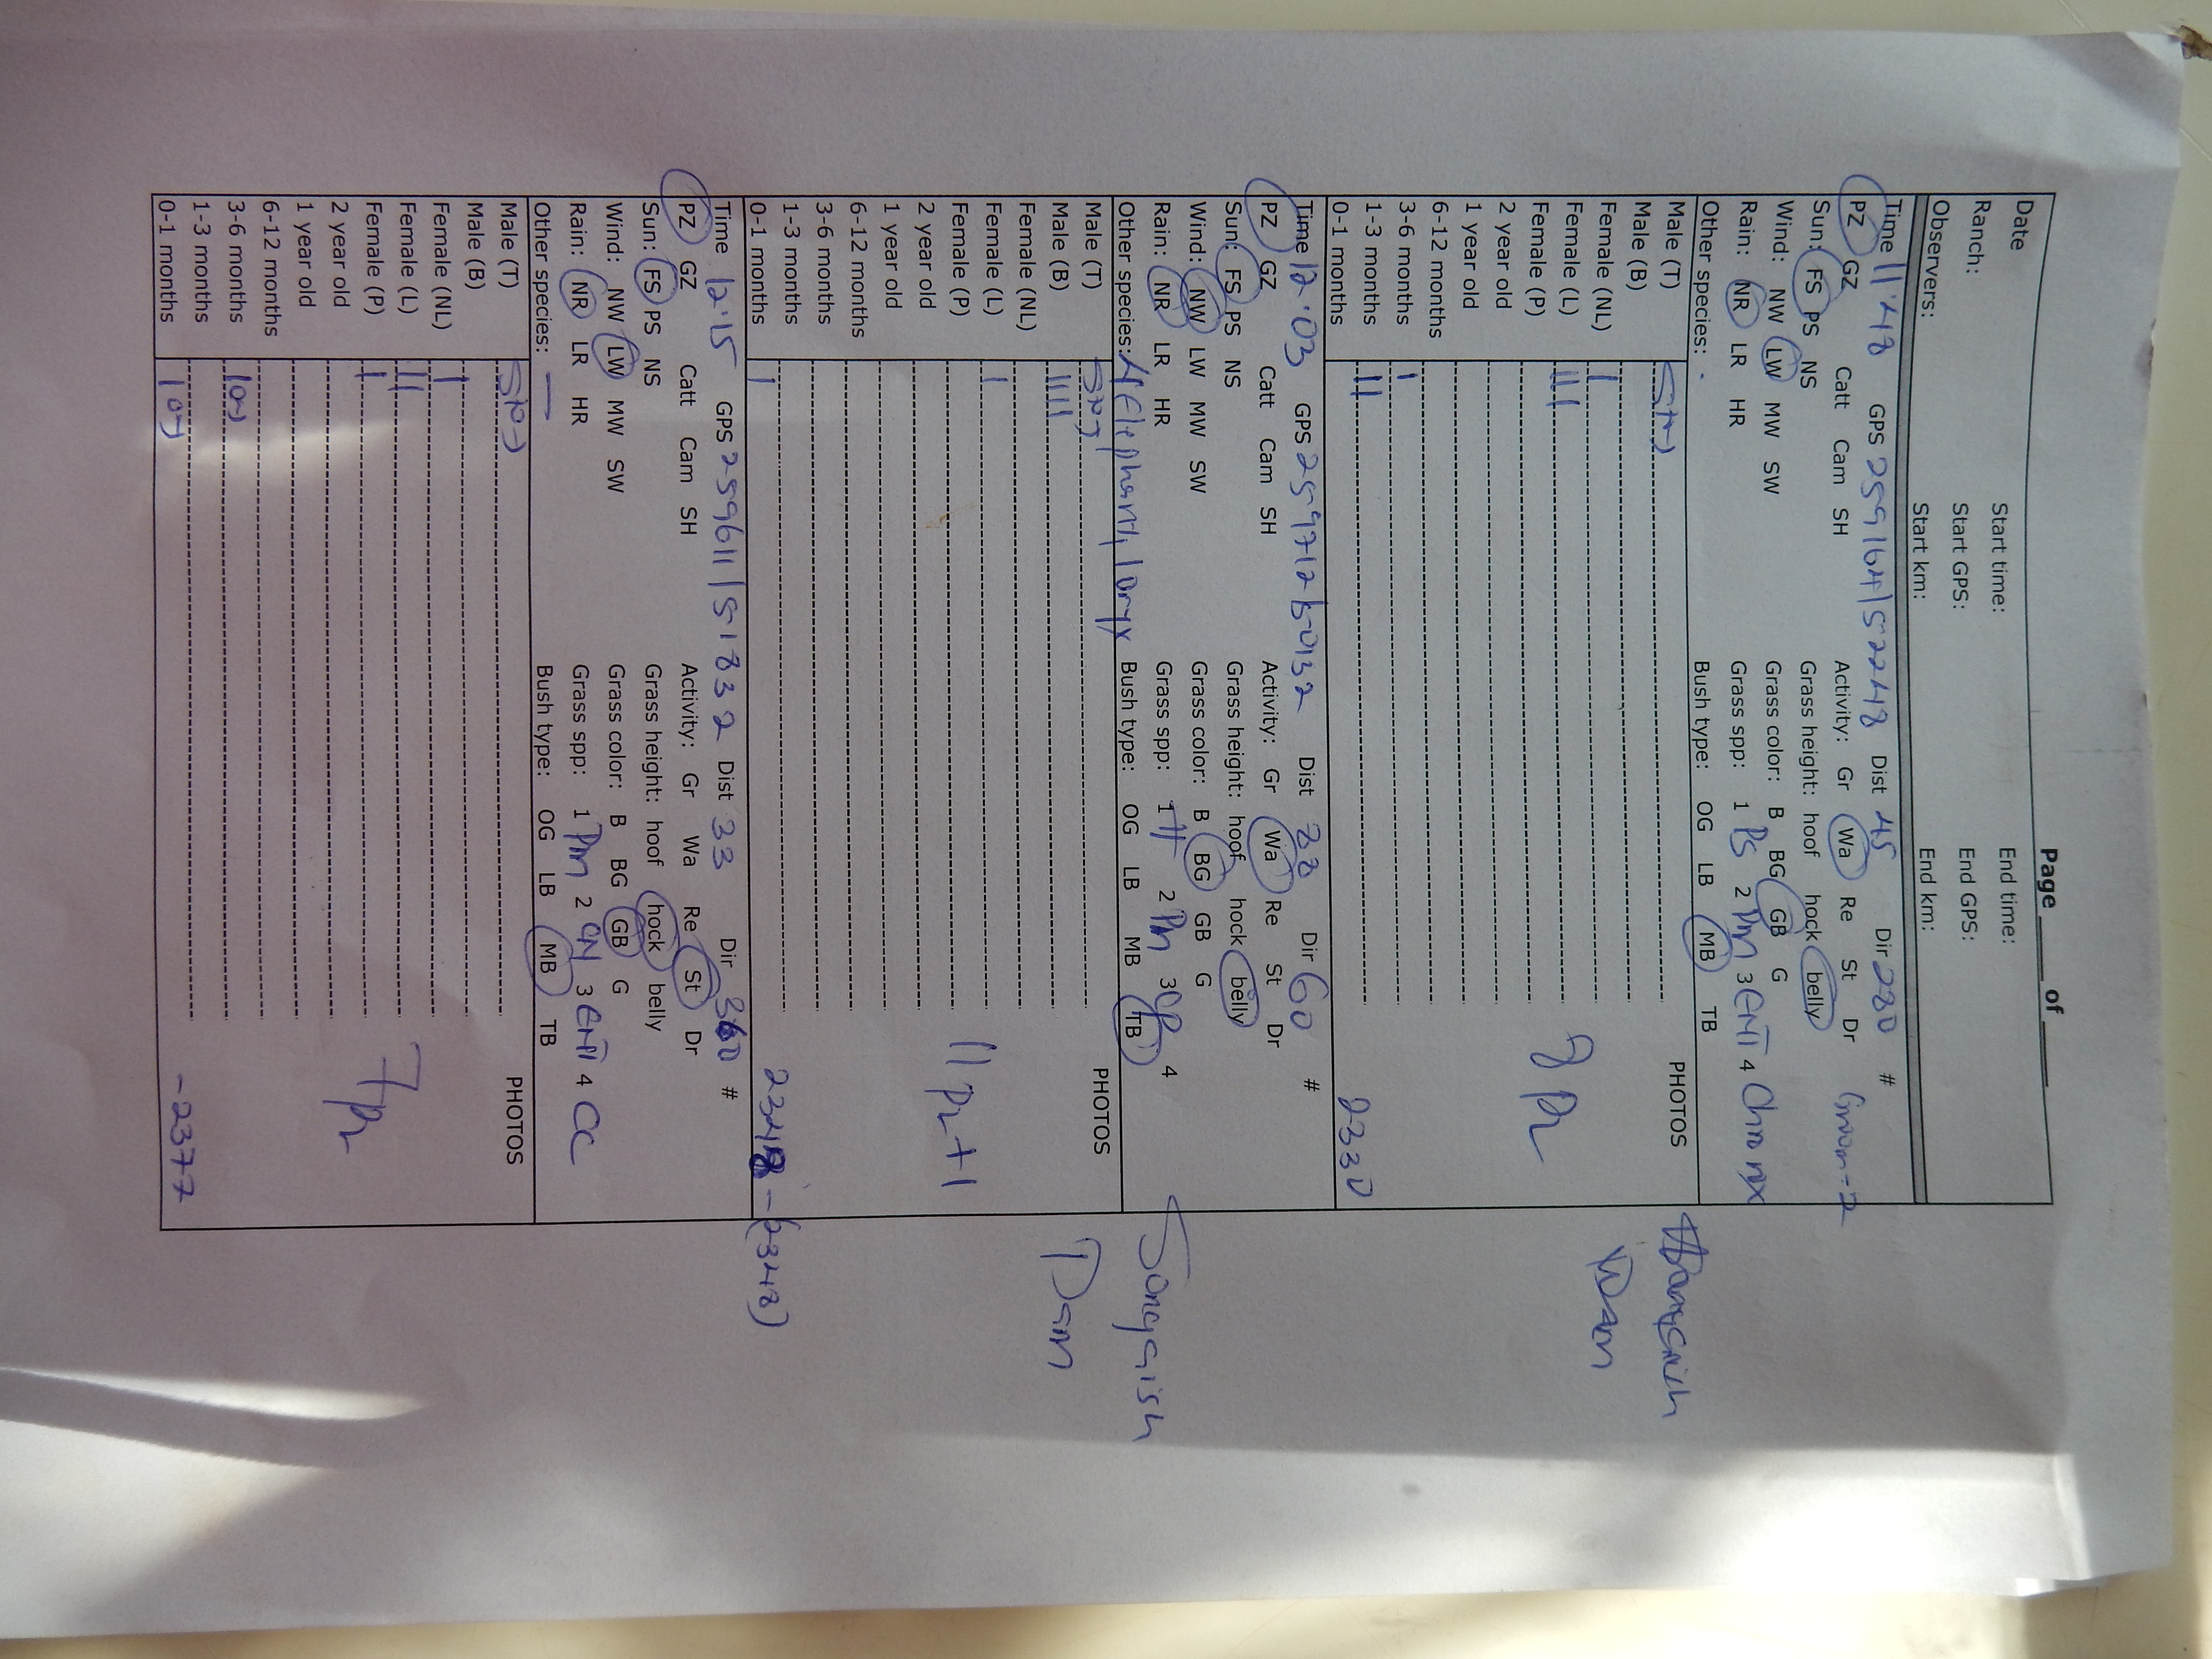 Page _____ of _____
Date Start time: End time:
Ranch: Start GPS: End GPS:
Observers: Start km: End km:
Time 11.48 GPS 259164/52248 Dist 45 Dir 280 #
PZ GZ Catt Cam SH Activity: Gr Wa Re St Dr Groom-2
Sun: FS PS NS Grass height: hoof hock belly
Wind: NW LW MW SW Grass color: B BG GB G
Rain: NR LR HR Grass spp: 1 PS 2 Pm 3 ENT 4
Other species: - Bush type: OG LB MB TB
Male (T) PHOTOS
Male (B)
Female (NL) |
Female (L) |||
Female (P)
8 PZ
Dam
2 year old
1 year old
6-12 months
3-6 months |
1-3 months ||
0-1 months
2330
Time 12.03 GPS 259712/50132 Dist 88 Dir 60 #
PZ GZ Catt Cam SH Activity: Gr Wa Re St Dr
Sun: FS PS NS Grass height: hoof hock belly
Wind: NW LW MW SW Grass color: B BG GB G
Rain: NR LR HR Grass spp: 1 2 Pm 3 4
Other species: 4 Elephants, 1 oryx Bush type: OG LB MB TB
Songaish
Dam
Male (T) PHOTOS
Male (B) ||||
Female (NL)
Female (L) |
Female (P)
11 PZ +1
2 year old
1 year old
6-12 months
3-6 months
1-3 months
0-1 months |
2348 - (2348)
Time 12.15 GPS 259611/51832 Dist 33 Dir 360 #
PZ GZ Catt Cam SH Activity: Gr Wa Re St Dr
Sun: FS PS NS Grass height: hoof hock belly
Wind: NW LW MW SW Grass color: B BG GB G
Rain: NR LR HR Grass spp: 1 Pm 2 CN 3 ENT 4 CC
Other species: — Bush type: OG LB MB TB
Male (T) PHOTOS
Male (B)
Female (NL) |
Female (L) ||
Female (P) |
7 PZ
2 year old
1 year old
6-12 months
3-6 months |
1-3 months
0-1 months |
-2377